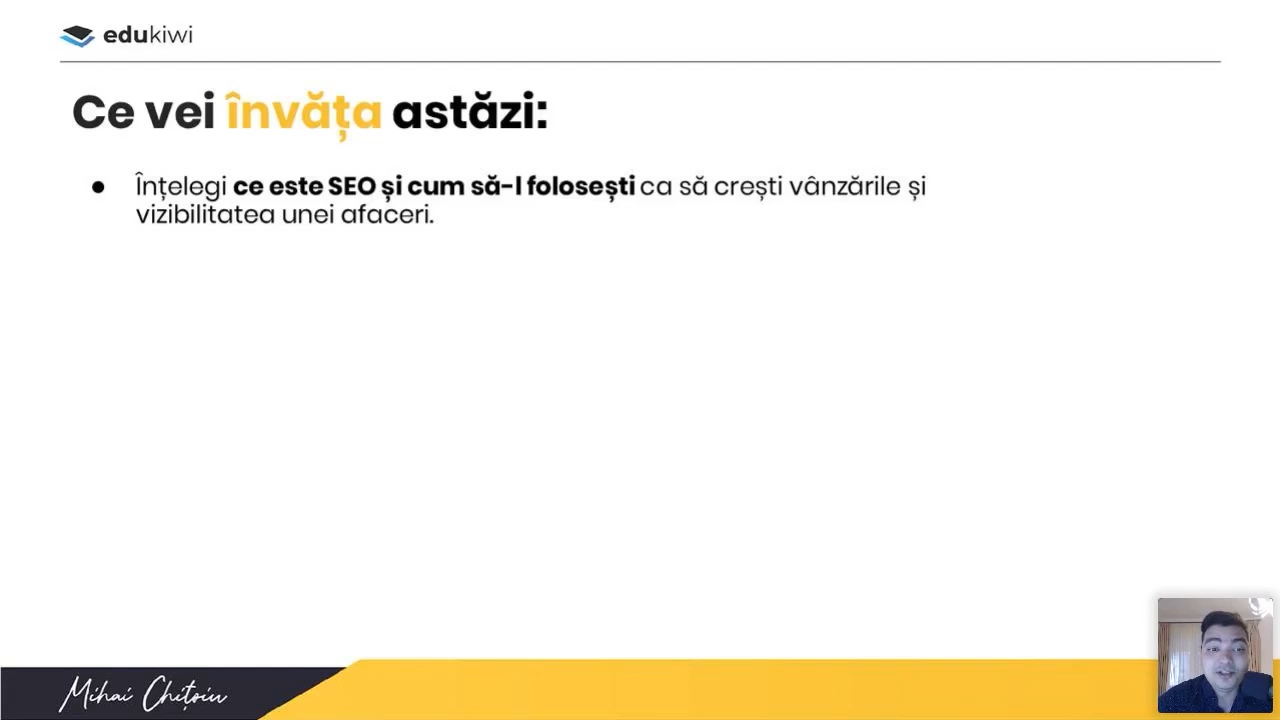 edukiwi
Ce vei învăța astăzi:
● Înțelegi ce este SEO și cum să-l folosești ca să crești vânzările și
vizibilitatea unei afaceri.
Mihai Chițoiu